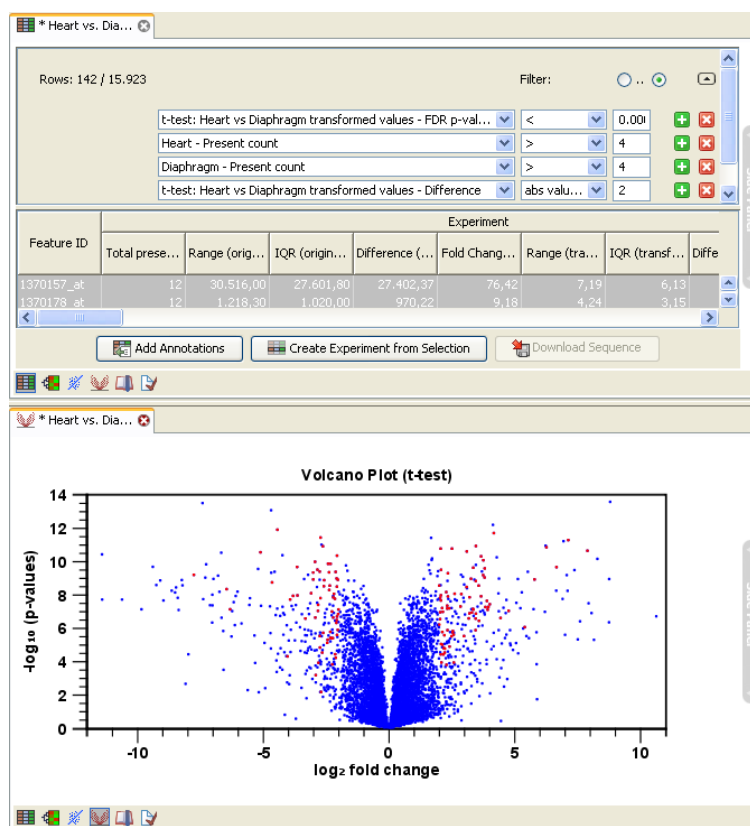 * Heart vs. Dia...
Rows: 142 / 15.923 Filter: ..
t-test: Heart vs Diaphragm transformed values - FDR p-val... <
Heart - Present count > 4
Diaphragm - Present count > 4
t-test: Heart vs Diaphragm transformed values - Difference abs valu... 2
Experiment
Feature ID Total prese... Range (orig... IQR (origin... Difference (... Fold Chang... Range (tra... IQR (transf... Diffe
1370157_at 12 30.516,00 27.601,80 27.402,37 76,42 7,19 6,13
1370178_at 12 1.218,30 1.020,00 970,22 9,18 4,24 3,15
Add Annotations Create Experiment from Selection Download Sequence
* Heart vs. Dia...
Volcano Plot (t-test)
14
12
10
8
6
4
2
0
-log₁₀ (p-values)
-10 -5 0 5 10
log₂ fold change